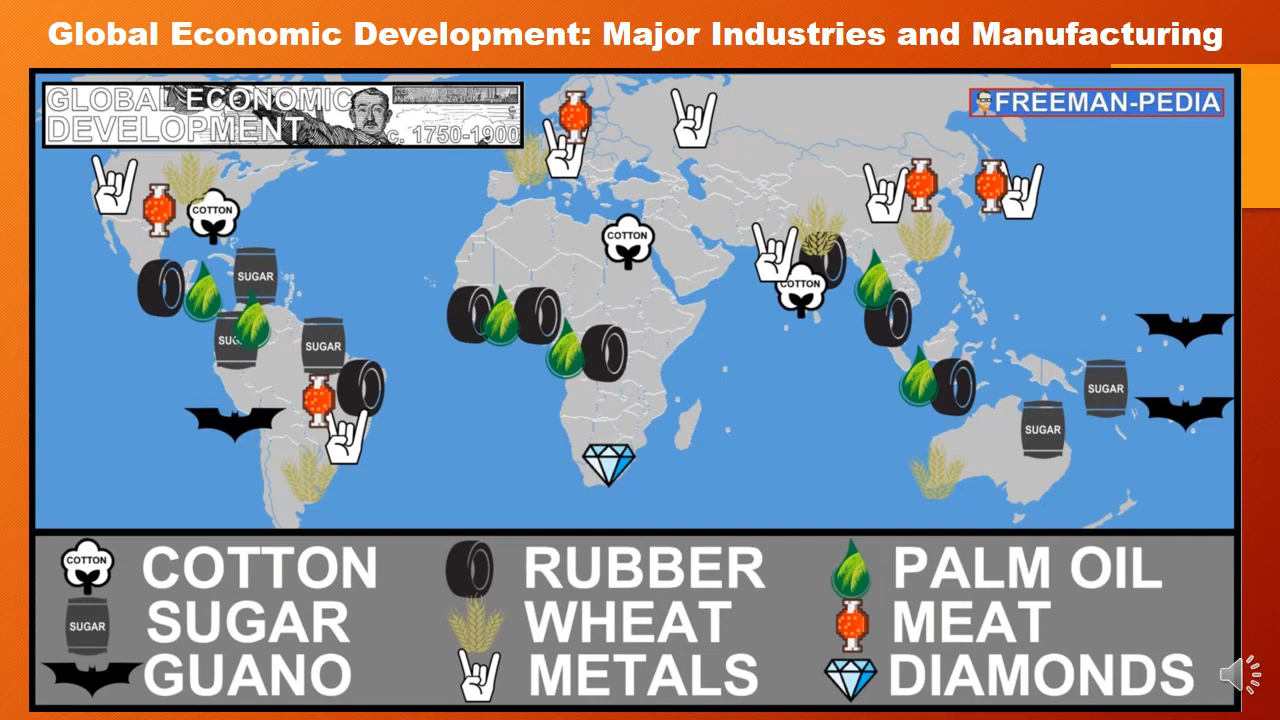 Global Economic Development: Major Industries and Manufacturing
GLOBAL ECONOMIC
DEVELOPMENT
c. 1750-1900
FREEMAN-PEDIA
COTTON
SUGAR
COTTON
COTTON
SUGAR
SUGAR
SUGAR
SUGAR
COTTON COTTON RUBBER PALM OIL
SUGAR SUGAR WHEAT MEAT
GUANO METALS DIAMONDS